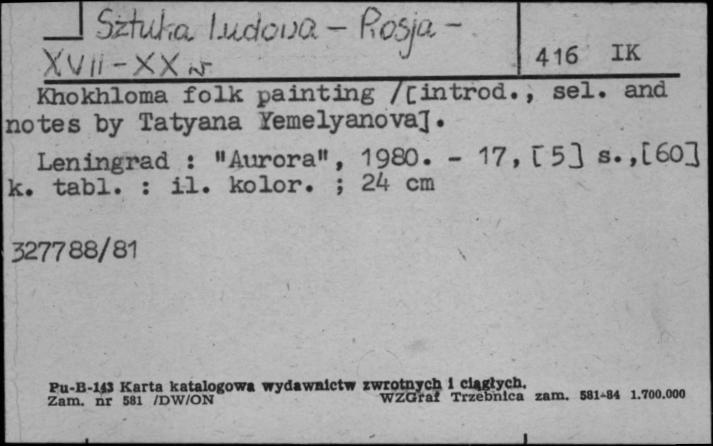 Sztuka Ludowa - Rosja -
XVII-XX w
416 IK
Khokhloma folk painting /[introd., sel. and
notes by Tatyana Yemelyanova].
Leningrad : "Aurora", 1980. - 17, [5] s.,[60]
k. tabl. : il. kolor. ; 24 cm
327788/81
Pu-B-143 Karta katalogowa wydawnictw zwrotnych i ciągłych.
Zam. nr 581 /DW/ON WZGraf Trzebnica zam. 581-84 1.700.000